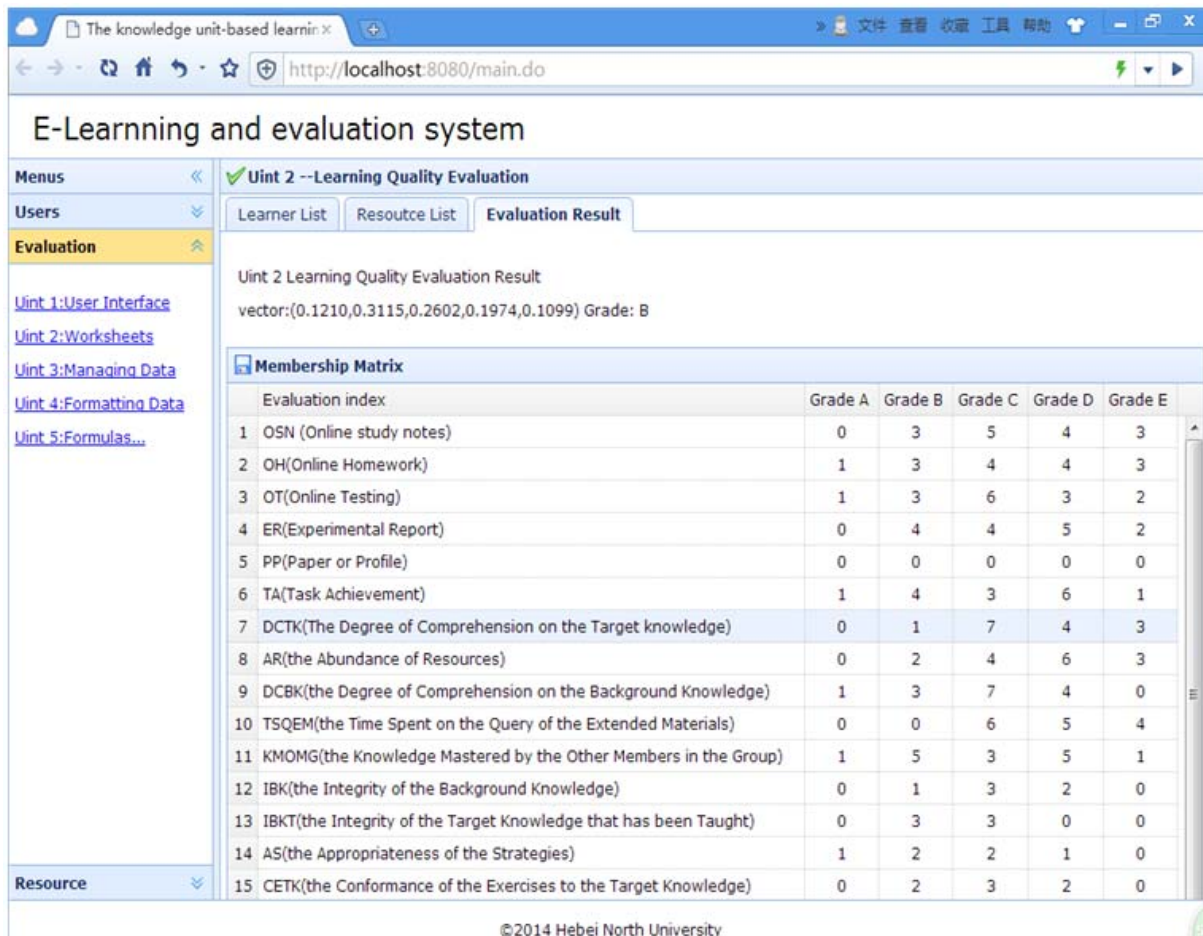 The knowledge unit-based learnin
» 文件 查看 收藏 工具 帮助
http://localhost:8080/main.do
E-Learnning and evaluation system
Menus
Users
Evaluation
Uint 1:User Interface
Uint 2:Worksheets
Uint 3:Managing Data
Uint 4:Formatting Data
Uint 5:Formulas...
Resource
Uint 2 --Learning Quality Evaluation
Learner List Resoutce List Evaluation Result
Uint 2 Learning Quality Evaluation Result
vector:(0.1210,0.3115,0.2602,0.1974,0.1099) Grade: B
Membership Matrix
Evaluation index Grade A Grade B Grade C Grade D Grade E
1 OSN (Online study notes) 0 3 5 4 3
2 OH(Online Homework) 1 3 4 4 3
3 OT(Online Testing) 1 3 6 3 2
4 ER(Experimental Report) 0 4 4 5 2
5 PP(Paper or Profile) 0 0 0 0 0
6 TA(Task Achievement) 1 4 3 6 1
7 DCTK(The Degree of Comprehension on the Target knowledge) 0 1 7 4 3
8 AR(the Abundance of Resources) 0 2 4 6 3
9 DCBK(the Degree of Comprehension on the Background Knowledge) 1 3 7 4 0
10 TSQEM(the Time Spent on the Query of the Extended Materials) 0 0 6 5 4
11 KMOMG(the Knowledge Mastered by the Other Members in the Group) 1 5 3 5 1
12 IBK(the Integrity of the Background Knowledge) 0 1 3 2 0
13 IBKT(the Integrity of the Target Knowledge that has been Taught) 0 3 3 0 0
14 AS(the Appropriateness of the Strategies) 1 2 2 1 0
15 CETK(the Conformance of the Exercises to the Target Knowledge) 0 2 3 2 0
©2014 Hebei North University